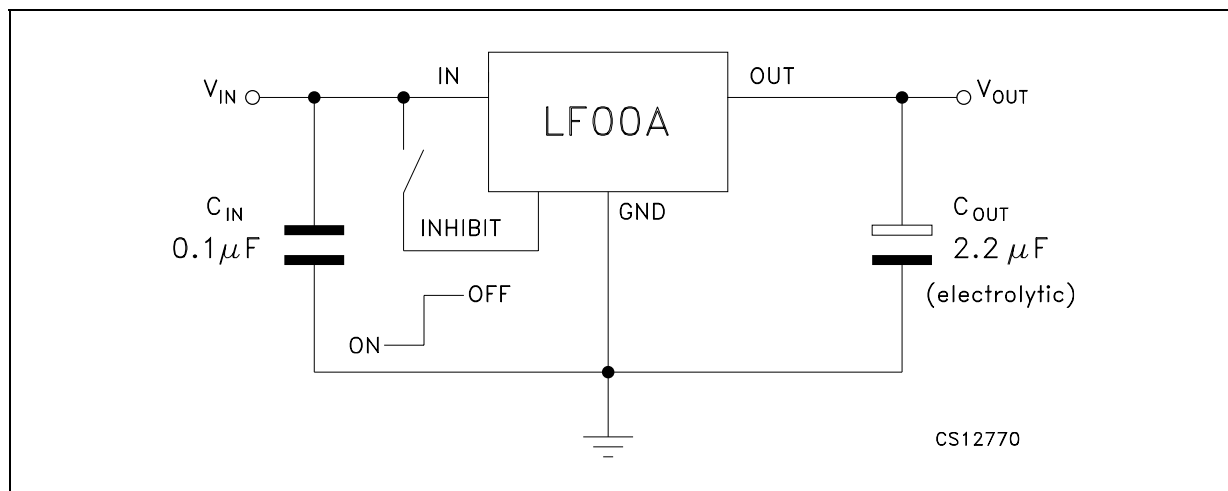 V_IN
IN
LF00A
OUT
V_OUT
GND
C_IN
0.1μF
INHIBIT
C_OUT
2.2 μF
(electrolytic)
OFF
ON
CS12770